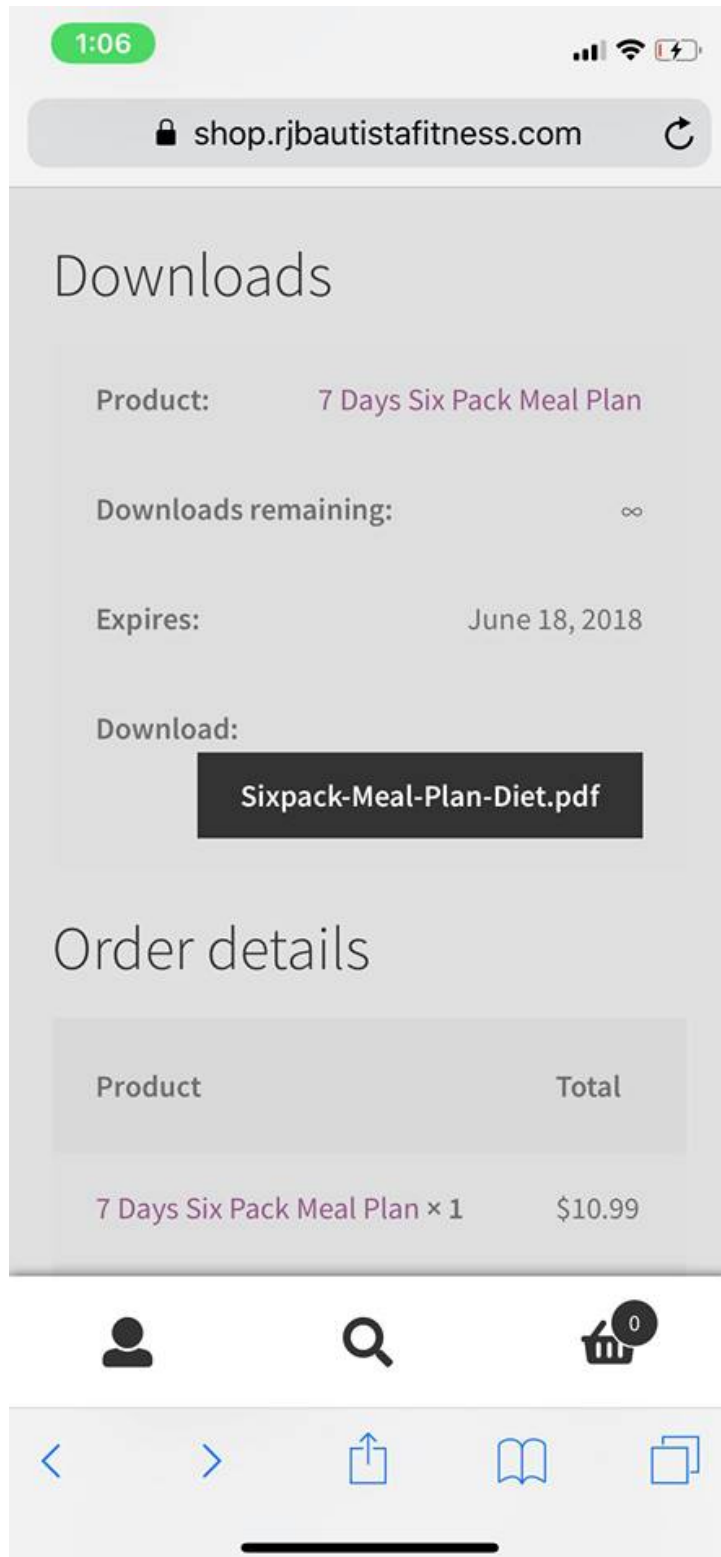 1:06
shop.rjbautistafitness.com
Downloads
Product: 7 Days Six Pack Meal Plan
Downloads remaining: ∞
Expires: June 18, 2018
Download:
Sixpack-Meal-Plan-Diet.pdf
Order details
Product Total
7 Days Six Pack Meal Plan × 1 $10.99
0